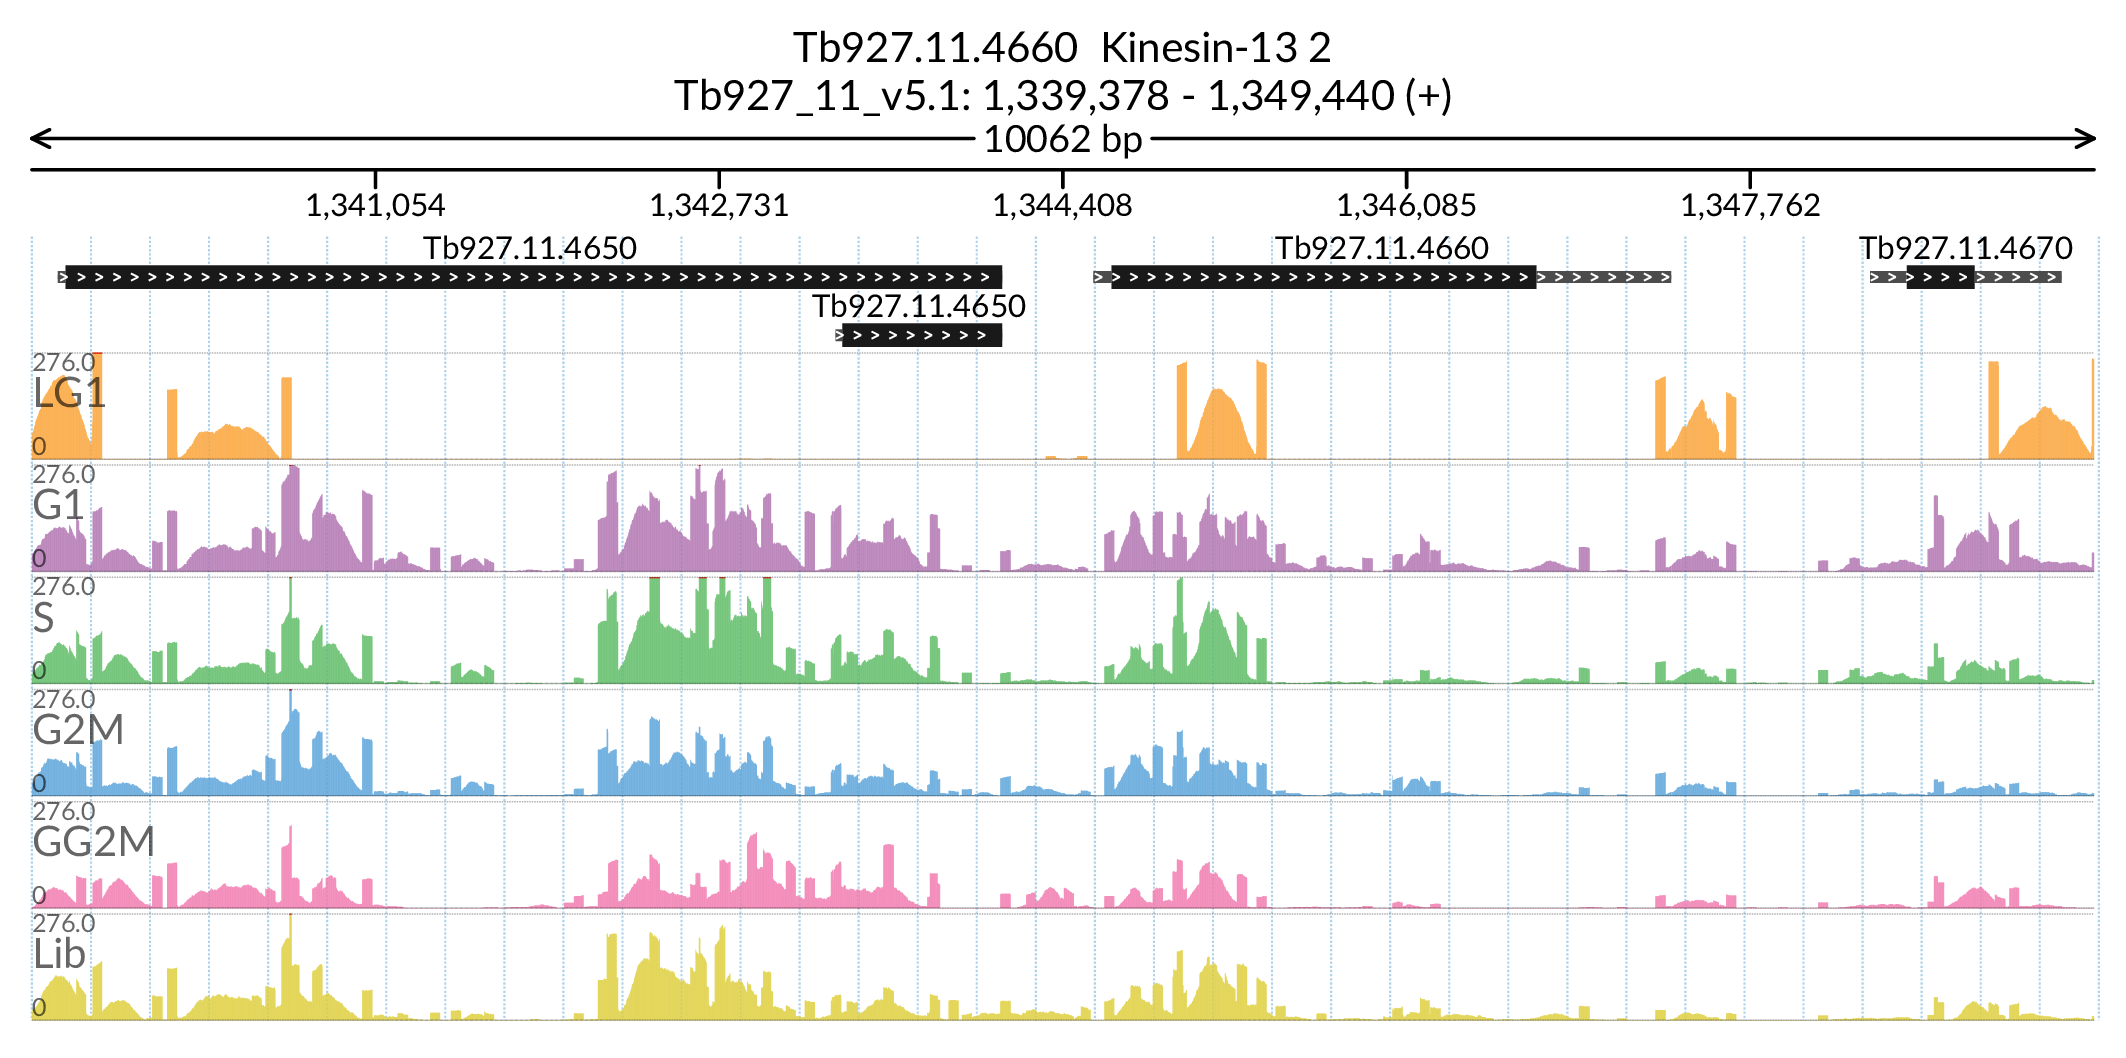 Tb927.11.4660 Kinesin-13 2
Tb927_11_v5.1: 1,339,378 - 1,349,440 (+)
10062 bp
1,341,054 1,342,731 1,344,408 1,346,085 1,347,762
Tb927.11.4650 Tb927.11.4660 Tb927.11.4670
Tb927.11.4650
276.0
LG1
0
276.0
G1
0
276.0
S
0
276.0
G2M
0
276.0
GG2M
0
276.0
Lib
0